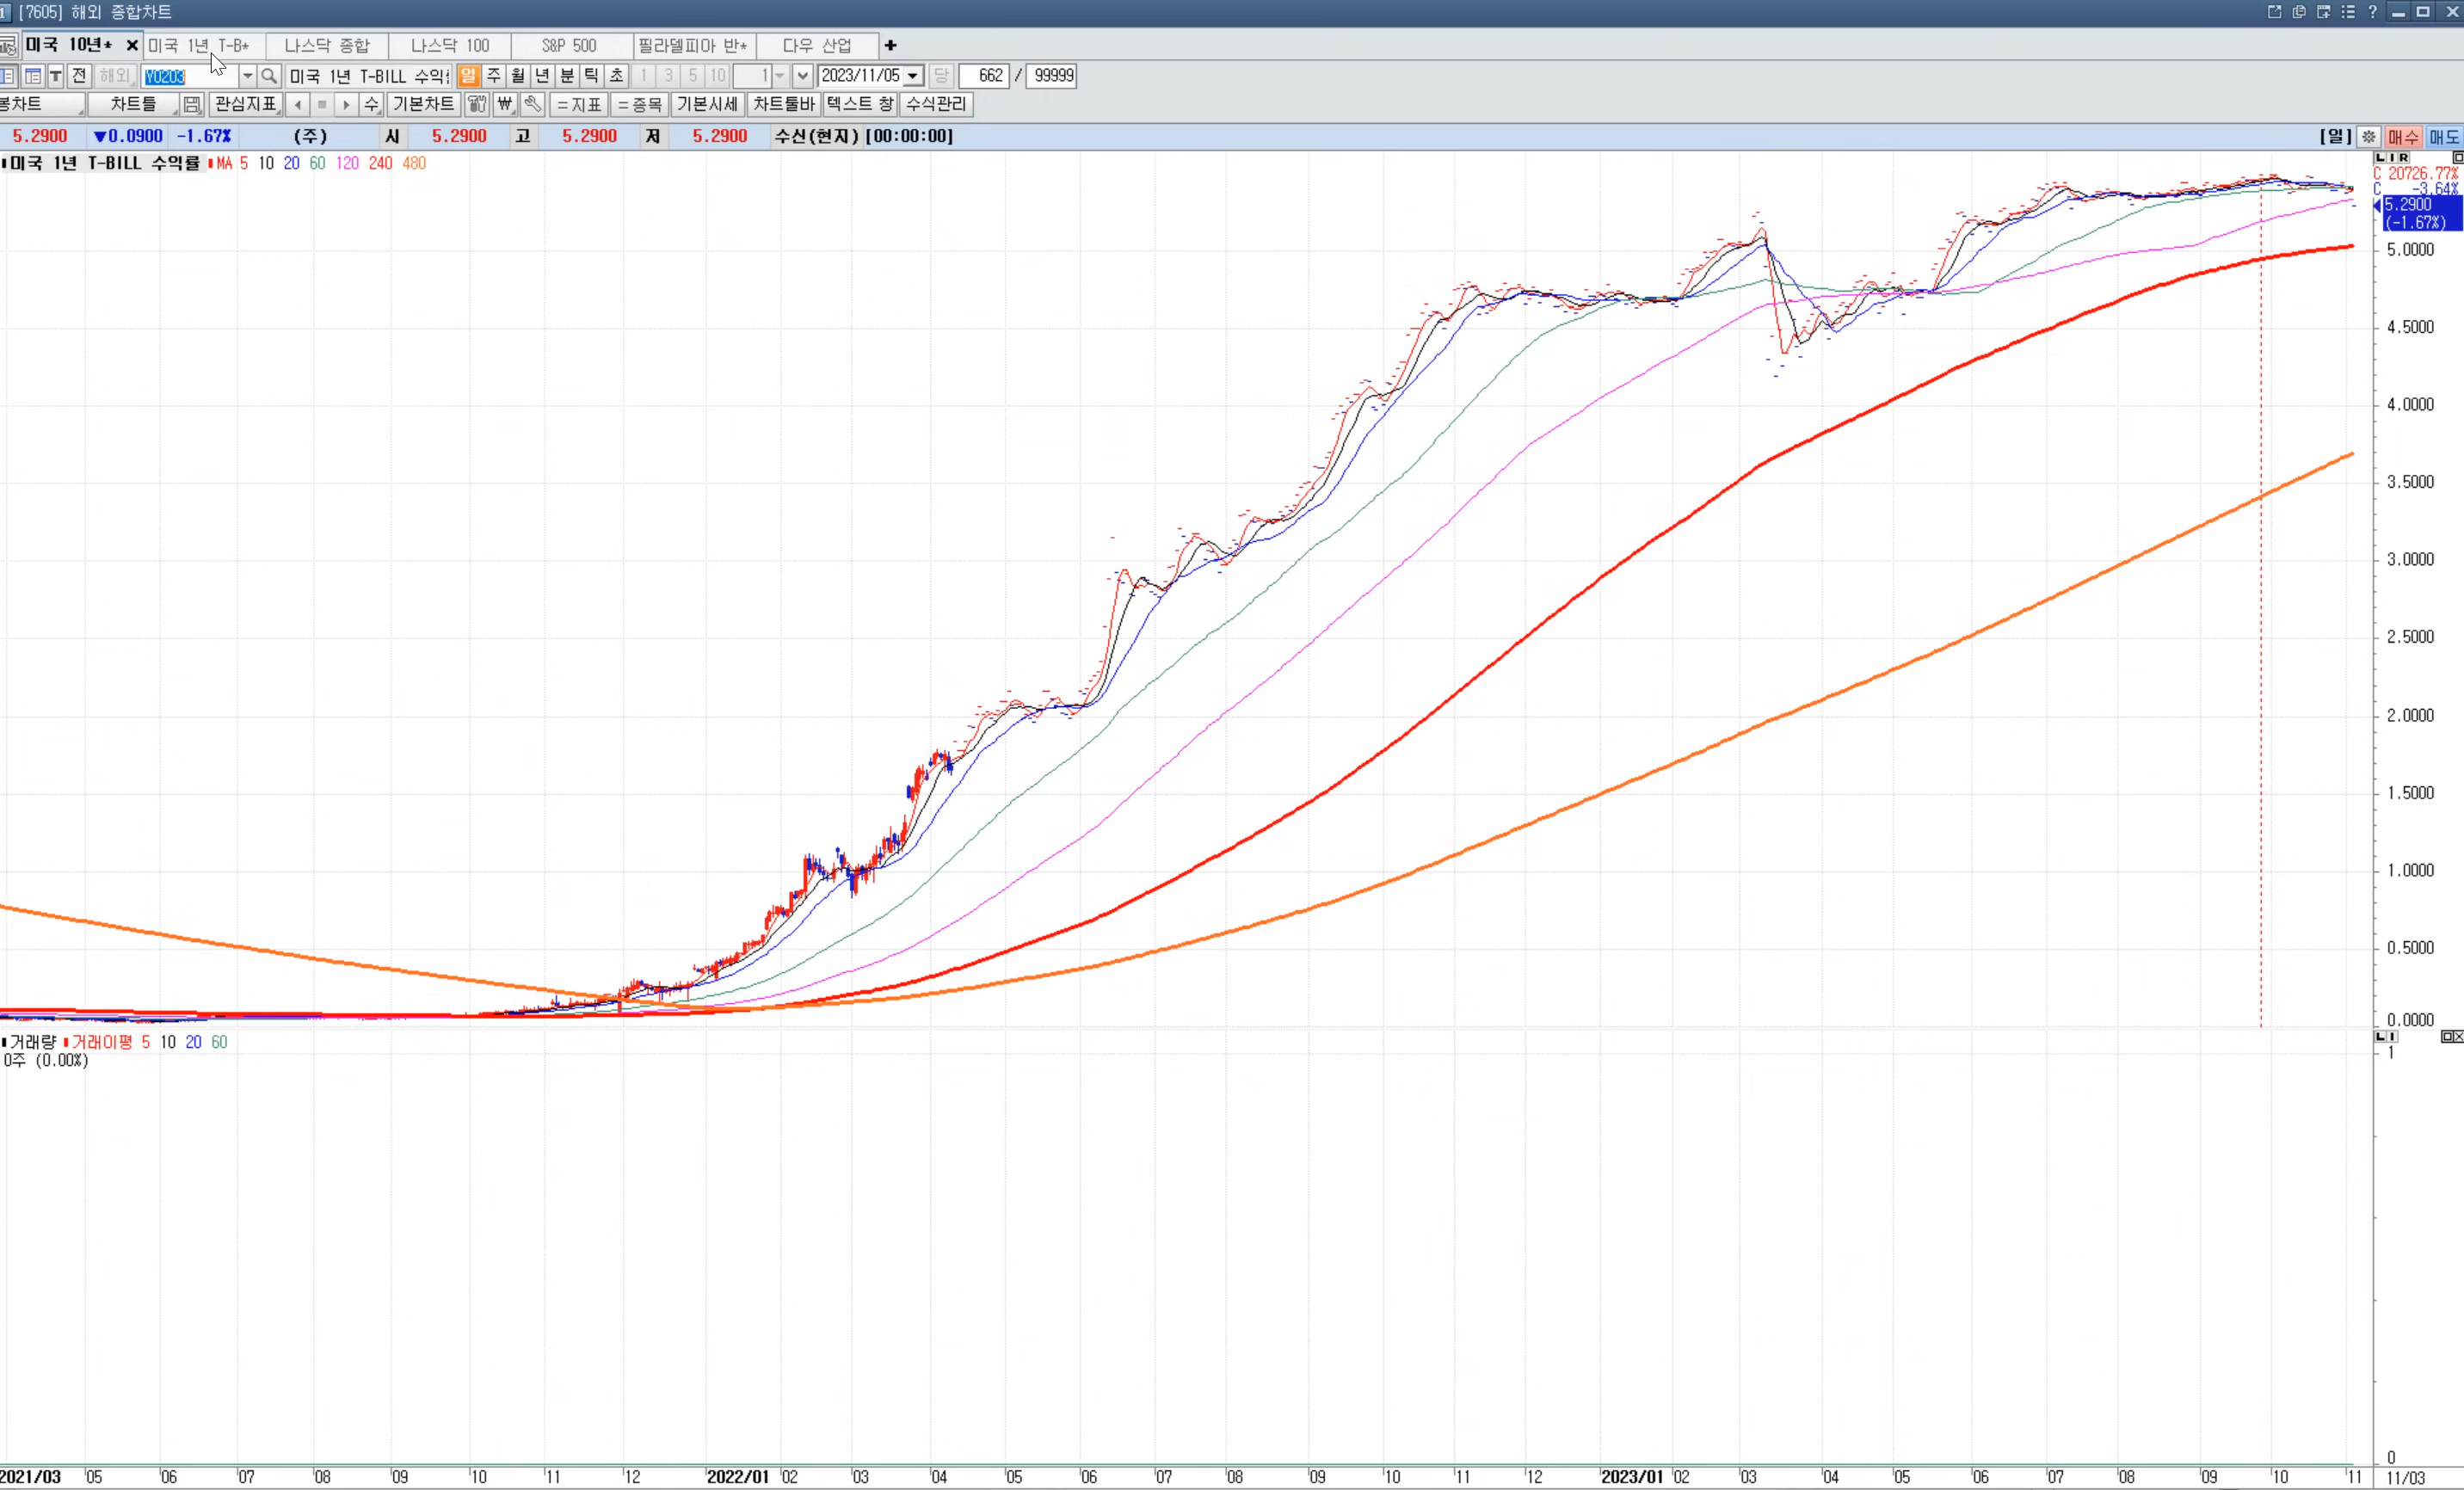 [7605] 해외 종합차트
미국 10년* 미국 1년 T-B* 나스닥 종합 나스닥 100 S&P 500 필라델피아 반* 다우 산업 +
T 전 해외 Y0203 미국 1년 T-BILL 수익 일 주 월 년 분 틱 초 1 3 5 10 1 2023/11/05 당 662 / 99999
봉차트 차트틀 관심지표 수 기본차트 ₩ =지표 =종목 기본시세 차트툴바 텍스트 창 수식관리
5.2900 ▼0.0900 -1.67% (주) 시 5.2900 고 5.2900 저 5.2900 수신(현지) [00:00:00] [일] 매수 매도
미국 1년 T-BILL 수익률 MA 5 10 20 60 120 240 480
L I R
C 20726.77%
C -3.64%
5.2900
(-1.67%)
5.0000
4.5000
4.0000
3.5000
3.0000
2.5000
2.0000
1.5000
1.0000
0.5000
0.0000
거래량 거래이평 5 10 20 60
L I
0주 (0.00%)
1
0
2021/03 05 06 07 08 09 10 11 12 2022/01 02 03 04 05 06 07 08 09 10 11 12 2023/01 02 03 04 05 06 07 08 09 10 11 11/03